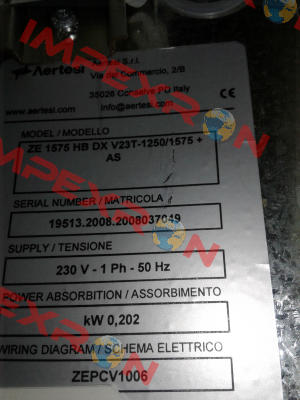 Aertesi
Aertesi S.r.l.
Via del Commercio, 2/B
35026 Conselve PD Italy
www.aertesi.com info@aertesi.com
CE
MODEL / MODELLO
ZE 1575 HB DX V23T-1250/1575 +
AS
SERIAL NUMBER / MATRICOLA
19513.2008.2008037049
SUPPLY / TENSIONE
230 V - 1 Ph - 50 Hz
POWER ABSORBITION / ASSORBIMENTO
kW 0,202
WIRING DIAGRAM / SCHEMA ELETTRICO
ZEPCV1006
IMPEXRON
IMPEXRON
IMPEXRON